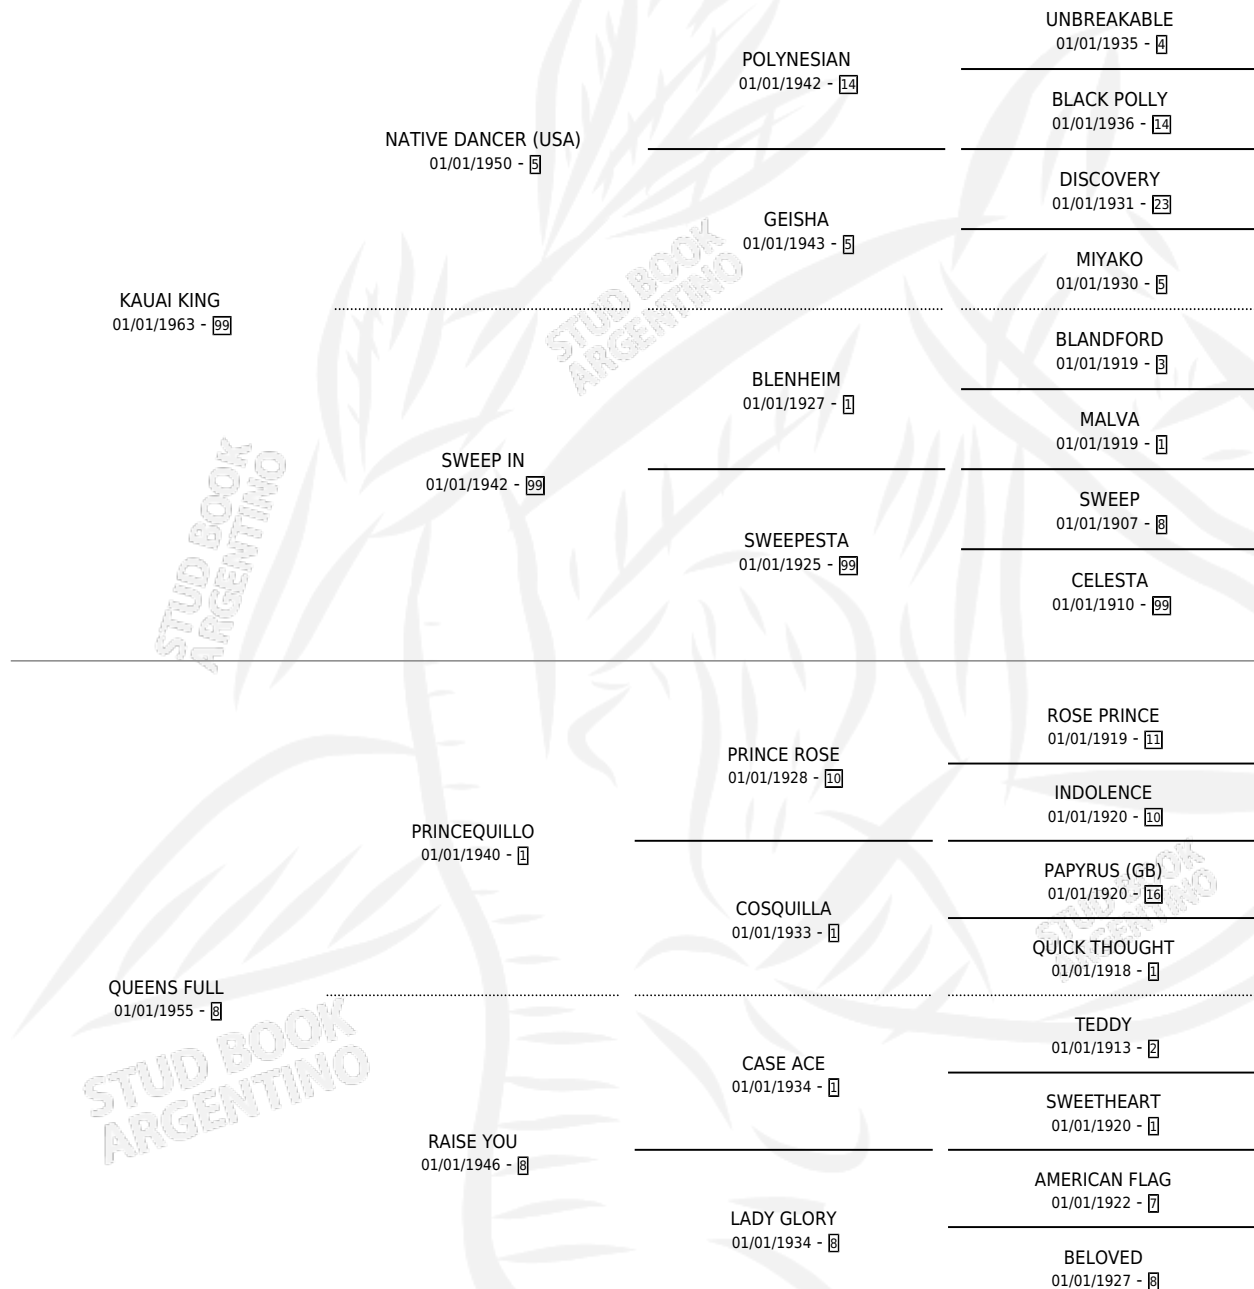 UNBREAKABLE
01/01/1935 - 4
POLYNESIAN
01/01/1942 - 14
BLACK POLLY
01/01/1936 - 14
NATIVE DANCER (USA)
01/01/1950 - 5
DISCOVERY
01/01/1931 - 23
GEISHA
01/01/1943 - 5
MIYAKO
01/01/1930 - 5
KAUAI KING
01/01/1963 - 99
BLANDFORD
01/01/1919 - 3
BLENHEIM
01/01/1927 - 1
MALVA
01/01/1919 - 1
SWEEP IN
01/01/1942 - 99
SWEEP
01/01/1907 - 8
SWEEPESTA
01/01/1925 - 99
CELESTA
01/01/1910 - 99
STUD BOOK
ARGENTINO
STUD BOOK
ARGENTINO
ROSE PRINCE
01/01/1919 - 11
PRINCE ROSE
01/01/1928 - 10
INDOLENCE
01/01/1920 - 10
PRINCEQUILLO
01/01/1940 - 1
PAPYRUS (GB)
01/01/1920 - 16
COSQUILLA
01/01/1933 - 1
QUICK THOUGHT
01/01/1918 - 1
STUD BOOK
ARGENTINO
QUEENS FULL
01/01/1955 - 8
TEDDY
01/01/1913 - 2
CASE ACE
01/01/1934 - 1
SWEETHEART
01/01/1920 - 1
RAISE YOU
01/01/1946 - 8
AMERICAN FLAG
01/01/1922 - 7
LADY GLORY
01/01/1934 - 8
BELOVED
01/01/1927 - 8
STUD BOOK
ARGENTINO